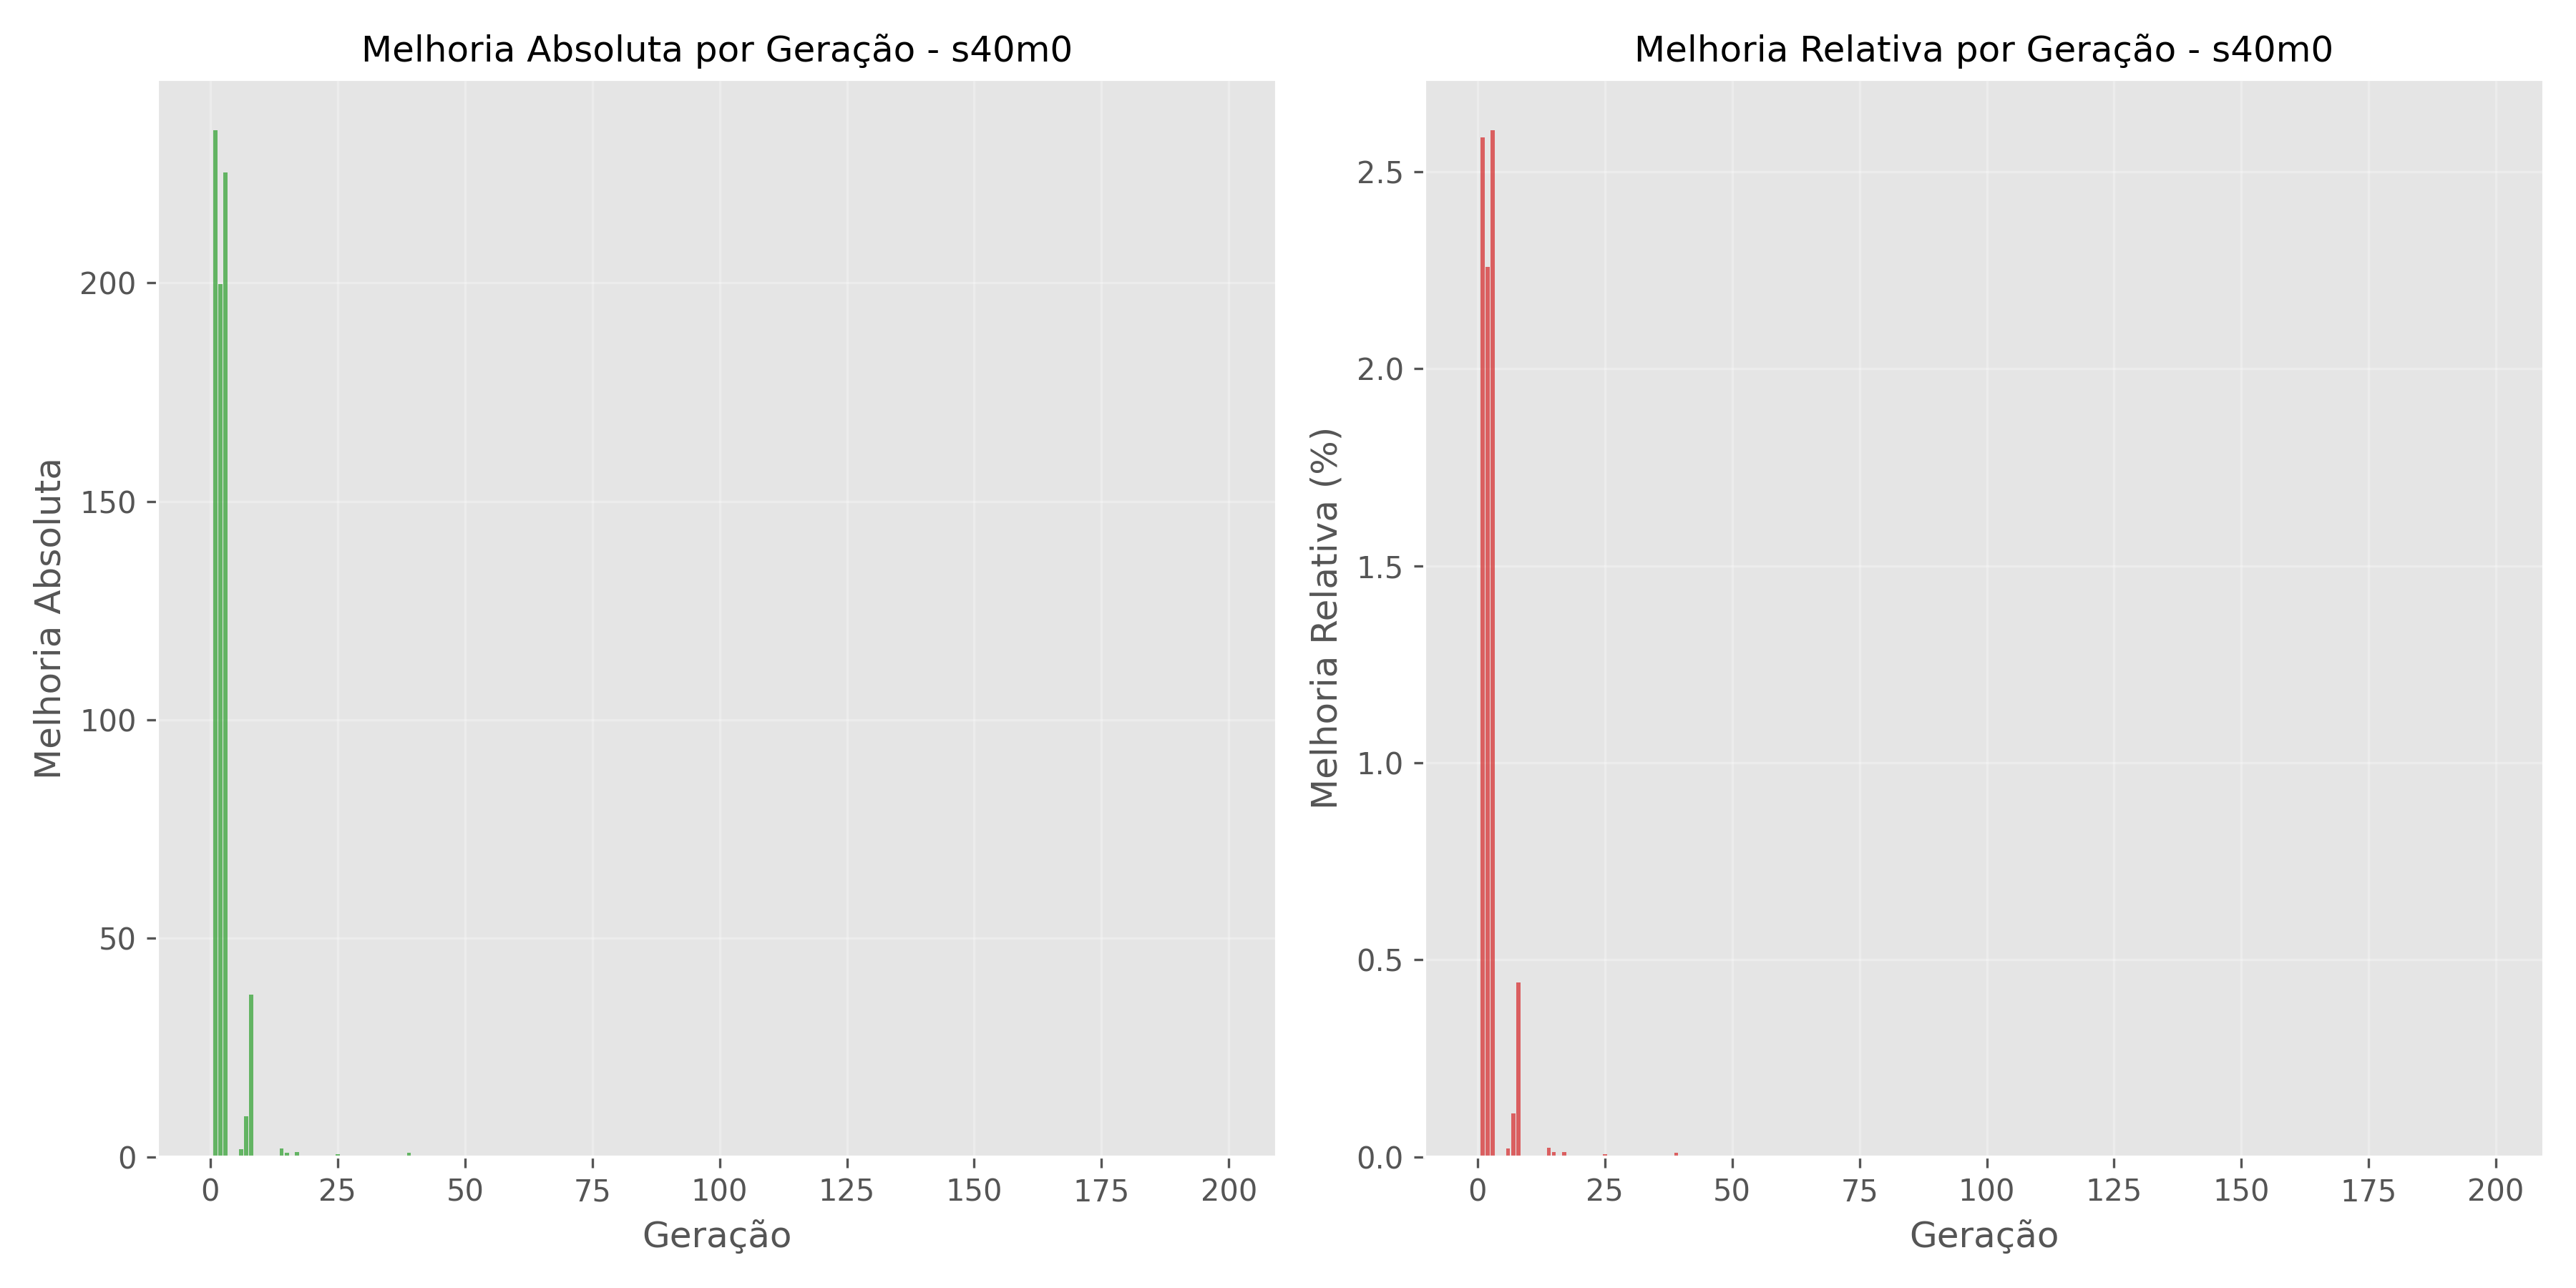 Melhoria Absoluta por Geração - s40m0
Melhoria Absoluta
200
150
100
50
0
0 25 50 75 100 125 150 175 200
Geração
Melhoria Relativa por Geração - s40m0
Melhoria Relativa (%)
2.5
2.0
1.5
1.0
0.5
0.0
0 25 50 75 100 125 150 175 200
Geração